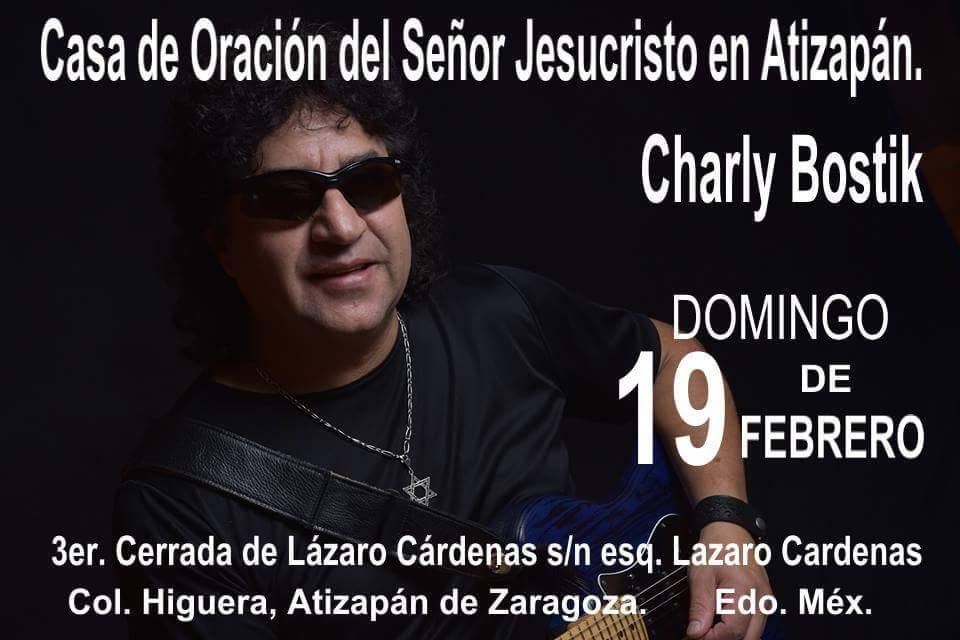 Casa de Oración del Señor Jesucristo en Atizapán.
Charly Bostik
DOMINGO
19 DE
FEBRERO
3er. Cerrada de Lázaro Cárdenas s/n esq. Lazaro Cardenas
Col. Higuera, Atizapán de Zaragoza. Edo. Méx.